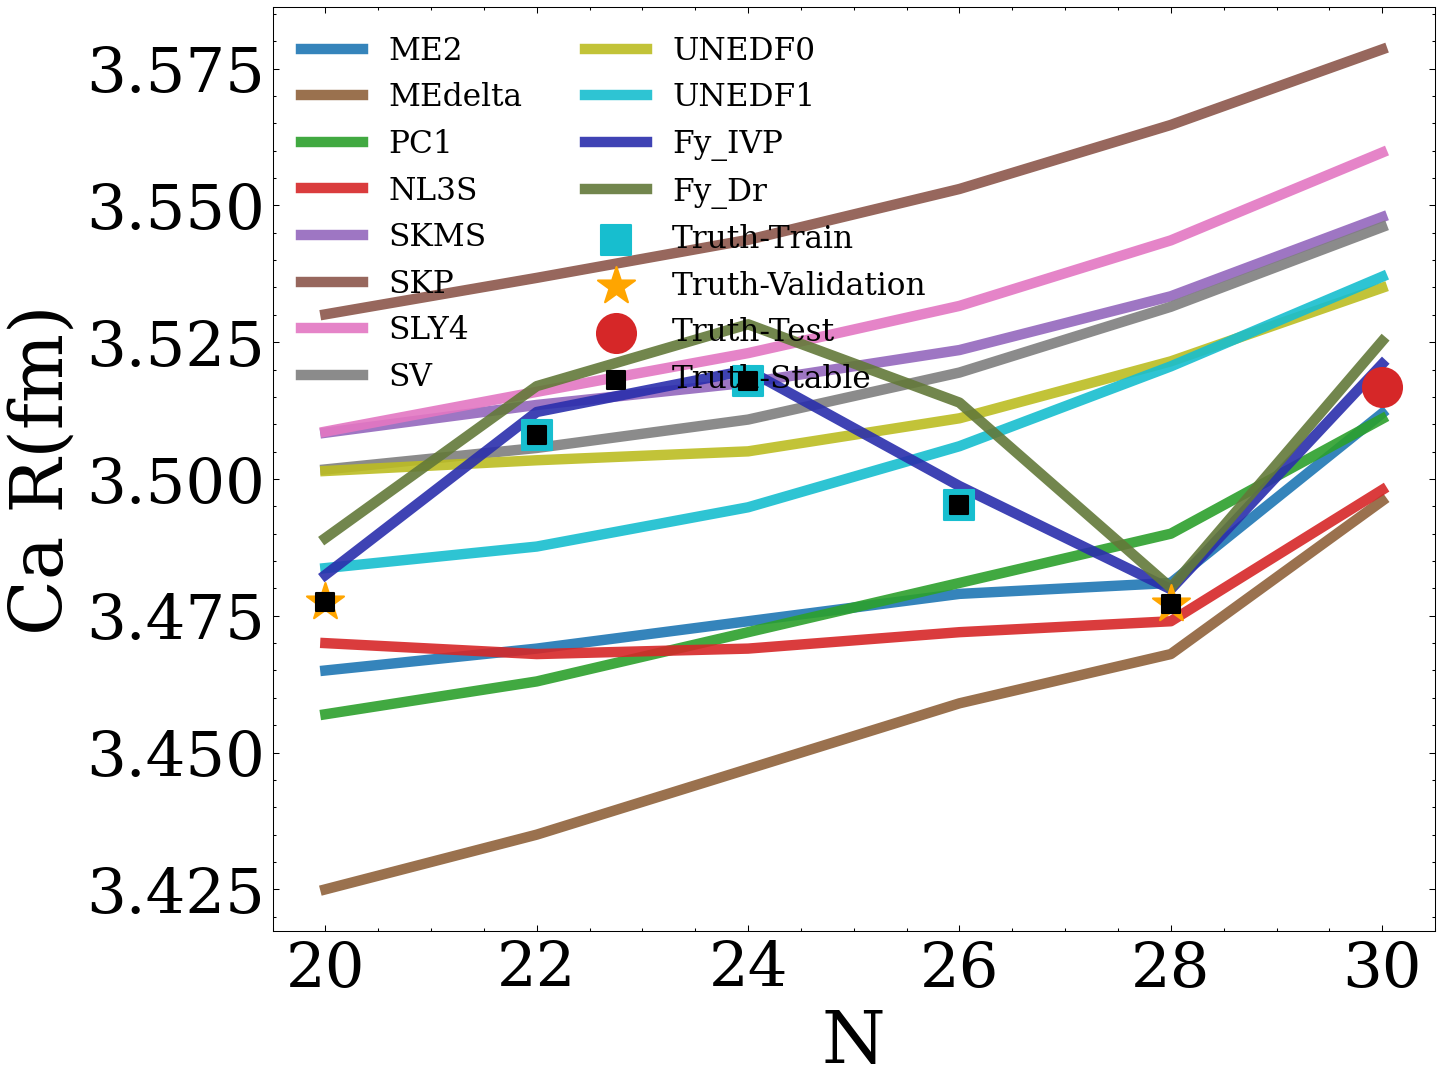 Ca R(fm)
3.575
3.550
3.525
3.500
3.475
3.450
3.425
ME2
MEdelta
PC1
NL3S
SKMS
SKP
SLY4
SV
UNEDF0
UNEDF1
Fy_IVP
Fy_Dr
Truth-Train
Truth-Validation
Truth-Test
Truth-Stable
20 22 24 26 28 30
N